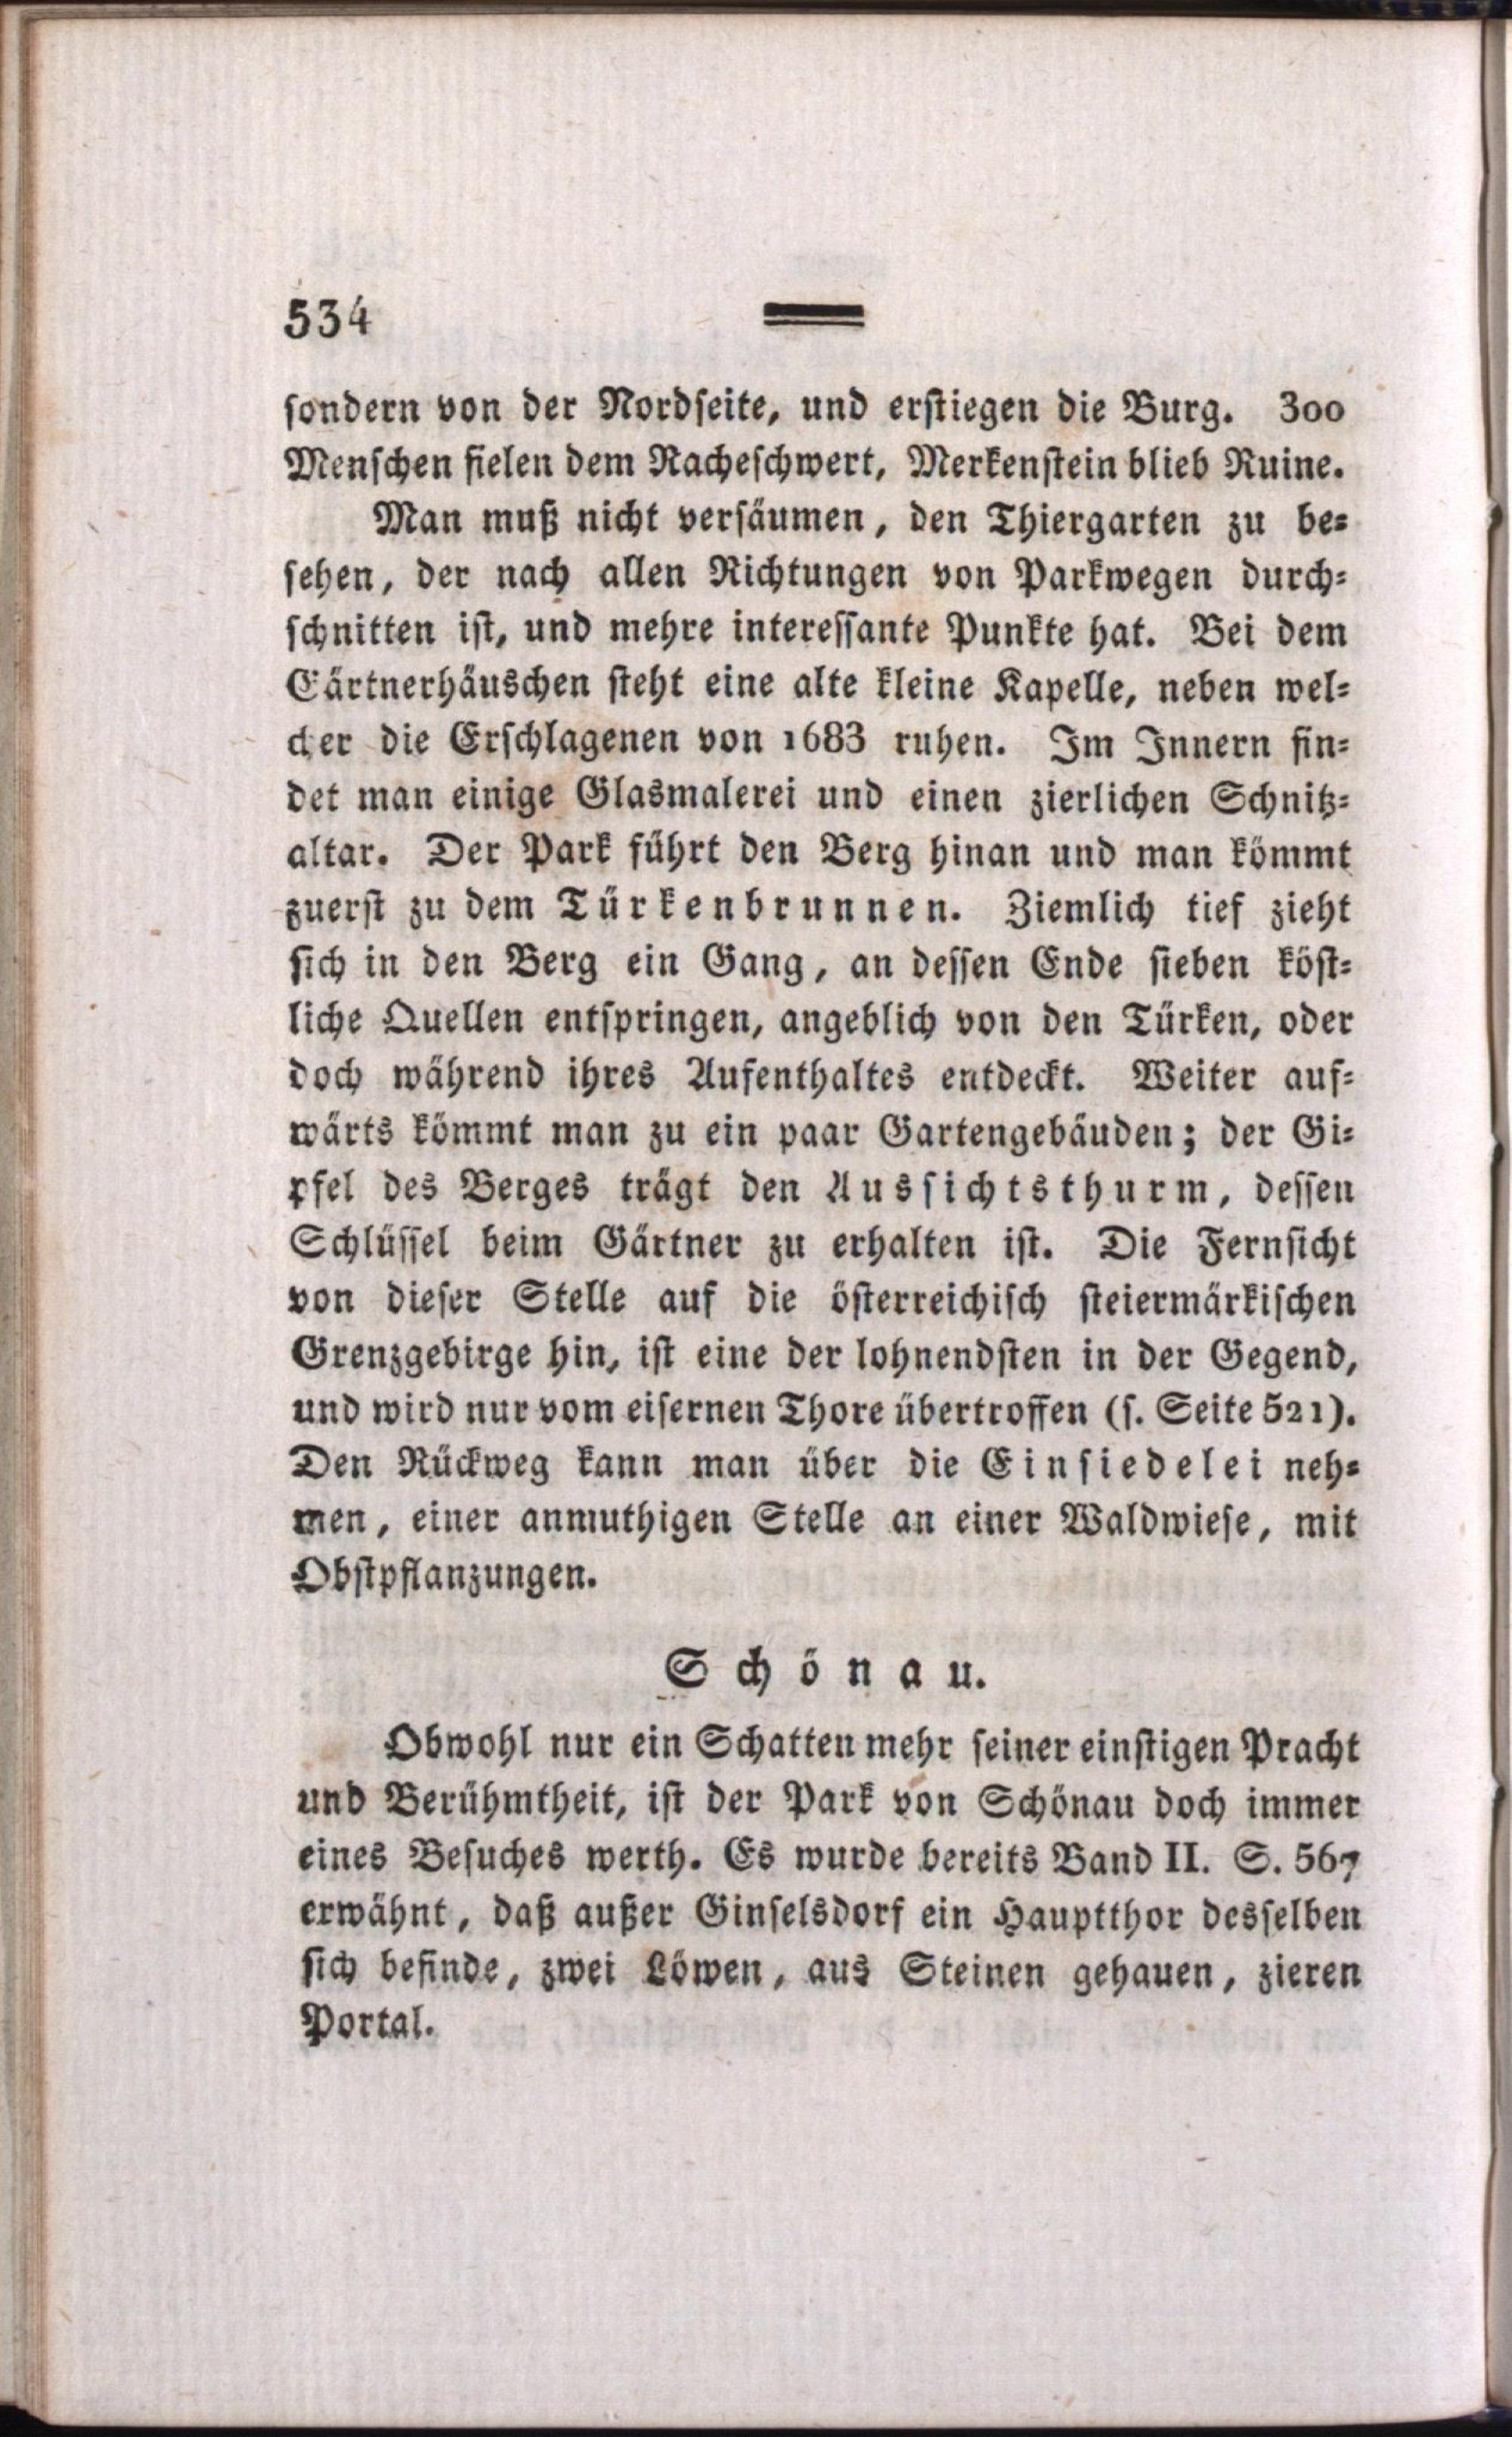 534
sondern von der Nordseite, und erstiegen die Burg. 300
Menschen fielen dem Racheschwert, Merkenstein blieb Ruine.
Man muß nicht versäumen, den Thiergarten zu be-
sehen, der nach allen Richtungen von Parkwegen durch-
schnitten ist, und mehre interessante Punkte hat. Bei dem
Gärtnerhäuschen steht eine alte kleine Kapelle, neben wel-
cher die Erschlagenen von 1683 ruhen. Im Innern fin-
det man einige Glasmalerei und einen zierlichen Schnitz-
altar. Der Park führt den Berg hinan und man kömmt
zuerst zu dem Türkenbrunnen. Ziemlich tief zieht
sich in den Berg ein Gang, an dessen Ende sieben köst-
liche Quellen entspringen, angeblich von den Türken, oder
doch während ihres Aufenthaltes entdeckt. Weiter auf-
wärts kömmt man zu ein paar Gartengebäuden; der Gi-
pfel des Berges trägt den Aussichtsthurm, dessen
Schlüssel beim Gärtner zu erhalten ist. Die Fernsicht
von dieser Stelle auf die österreichisch steiermärkischen
Grenzgebirge hin, ist eine der lohnendsten in der Gegend,
und wird nur vom eisernen Thore übertroffen (s. Seite 521).
Den Rückweg kann man über die Einsiedelei neh-
men, einer anmuthigen Stelle an einer Waldwiese, mit
Obstpflanzungen.
Schönau.
Obwohl nur ein Schatten mehr seiner einstigen Pracht
und Berühmtheit, ist der Park von Schönau doch immer
eines Besuches werth. Es wurde bereits Band II. S. 567
erwähnt, daß außer Ginselsdorf ein Hauptthor desselben
sich befinde, zwei Löwen, aus Steinen gehauen, zieren
Portal.